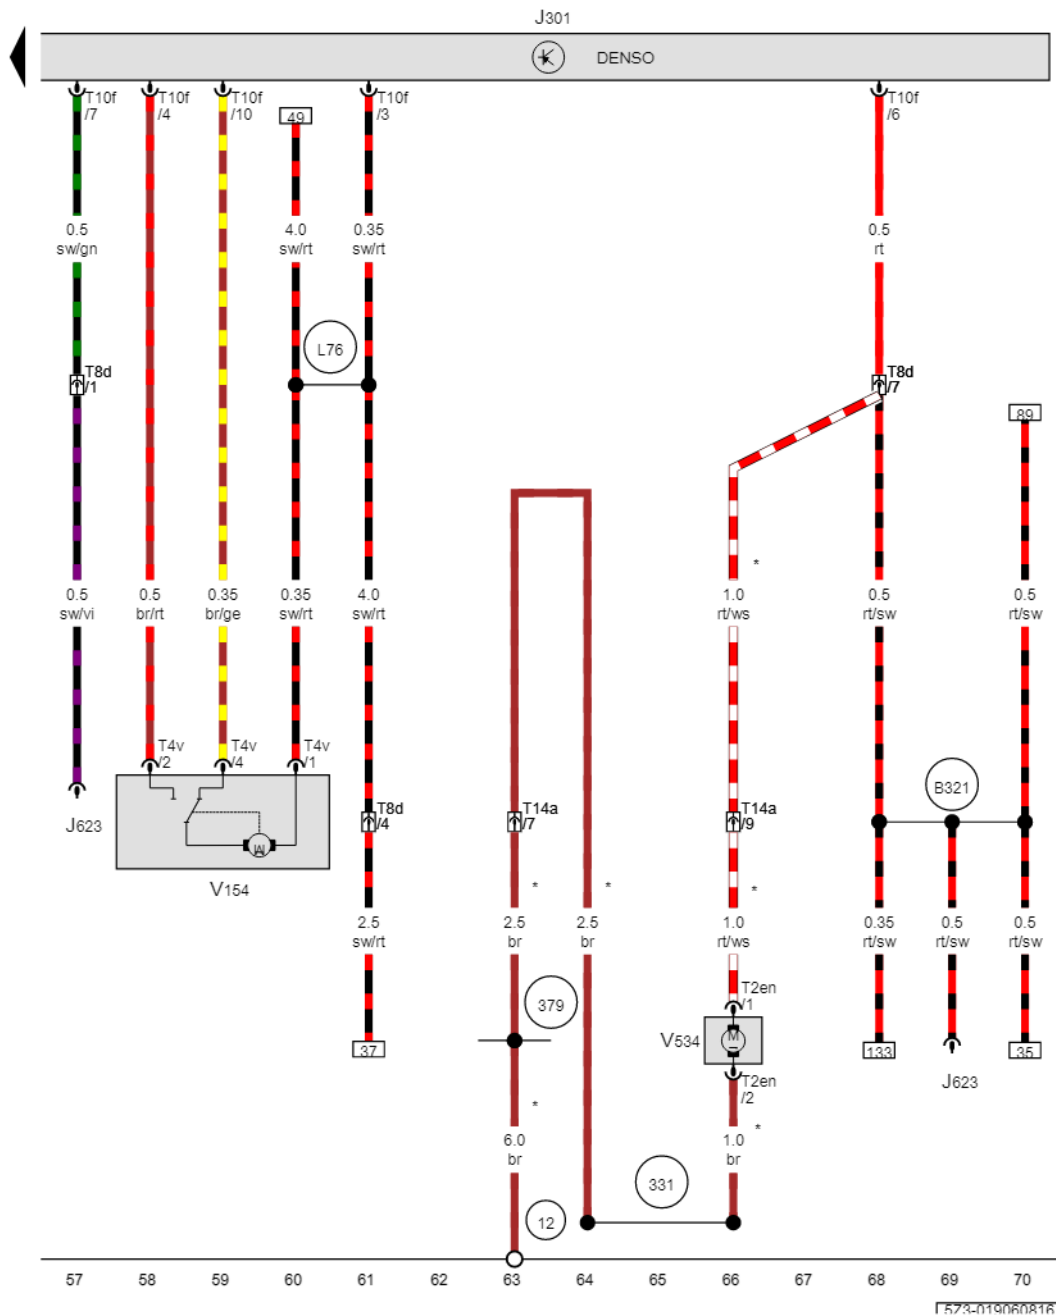 J301
DENSO
T10f
/7
T10f
/4
T10f
/10
49
T10f
/3
T10f
/6
0.5
sw/gn
4.0
sw/rt
0.35
sw/rt
0.5
rt
L76
T8d
/1
T8d
/7
89
*
0.5
sw/vi
0.5
br/rt
0.35
br/ge
0.35
sw/rt
4.0
sw/rt
1.0
rt/ws
0.5
rt/sw
0.5
rt/sw
T4v
/2
T4v
/4
T4v
/1
B321
J623
T8d
/4
T14a
/7
T14a
/9
M
V154
*
*
*
2.5
sw/rt
2.5
br
2.5
br
1.0
rt/ws
0.35
rt/sw
0.5
rt/sw
0.5
rt/sw
379
T2en
/1
V534
M
37
133
35
J623
T2en
/2
*
*
6.0
br
1.0
br
331
12
57 58 59 60 61 62 63 64 65 66 67 68 69 70
573-019060816